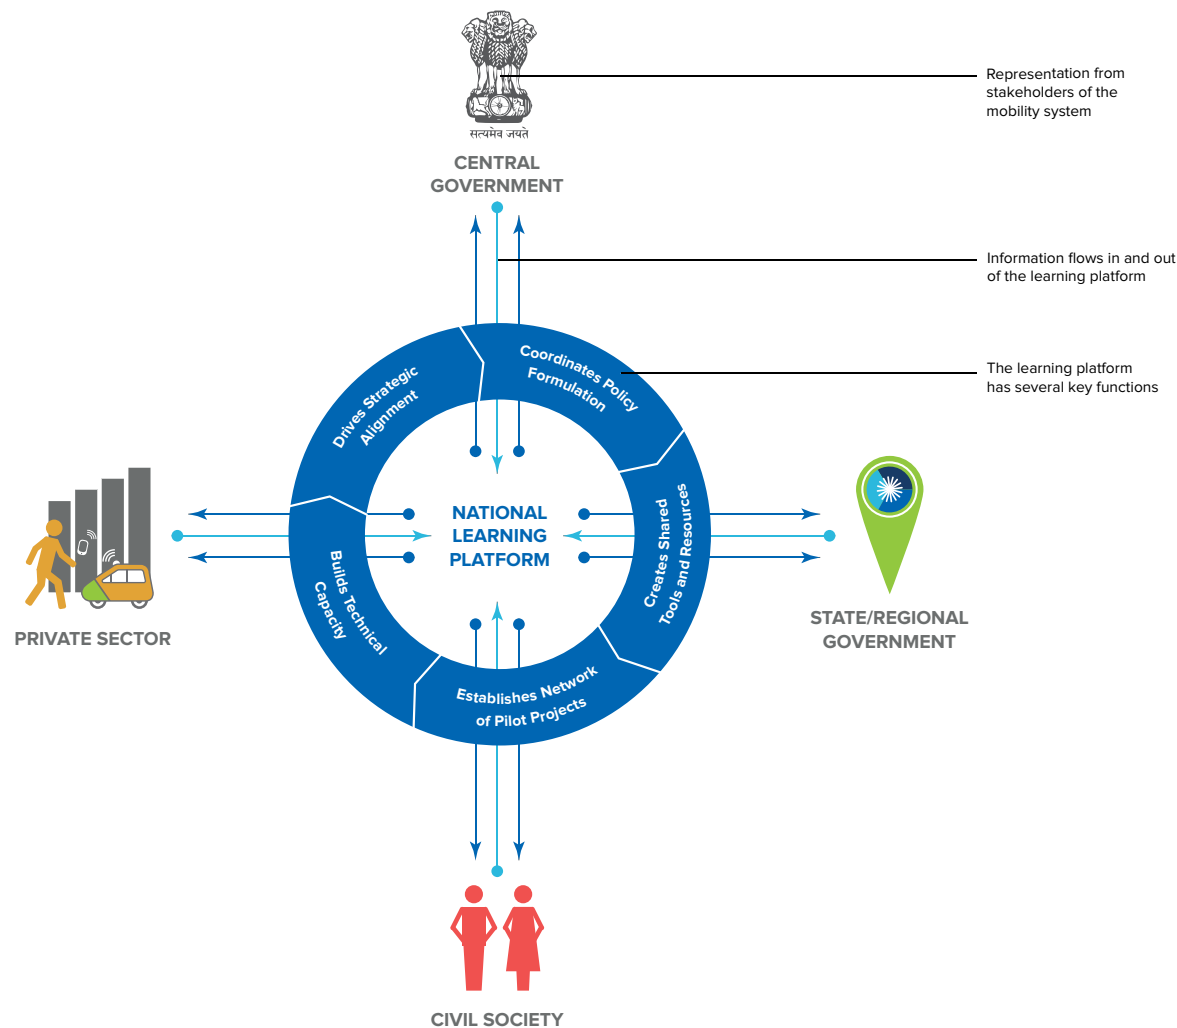 सत्यमेव जयते
CENTRAL
GOVERNMENT
Representation from
stakeholders of the
mobility system
Information flows in and out
of the learning platform
The learning platform
has several key functions
Drives Strategic
Alignment
Coordinates Policy
Formulation
Creates Shared
Tools and Resources
Establishes Network
of Pilot Projects
Builds Technical
Capacity
NATIONAL
LEARNING
PLATFORM
PRIVATE SECTOR
STATE/REGIONAL
GOVERNMENT
CIVIL SOCIETY